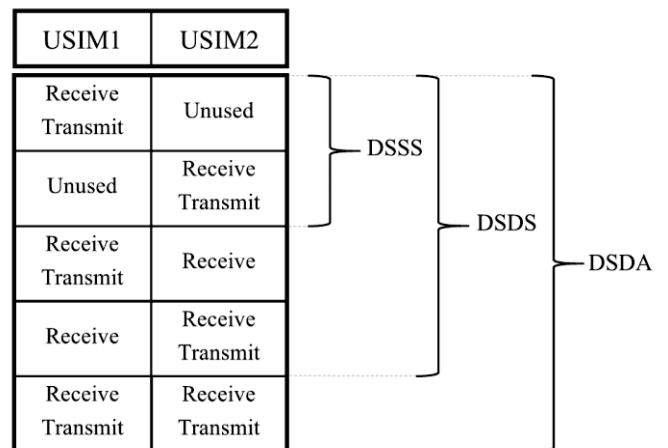 USIM1 USIM2
Receive
Transmit
Unused
DSSS
Unused
Receive
Transmit
DSDS
Receive
Transmit
Receive
DSDA
Receive
Receive
Transmit
Receive
Transmit
Receive
Transmit